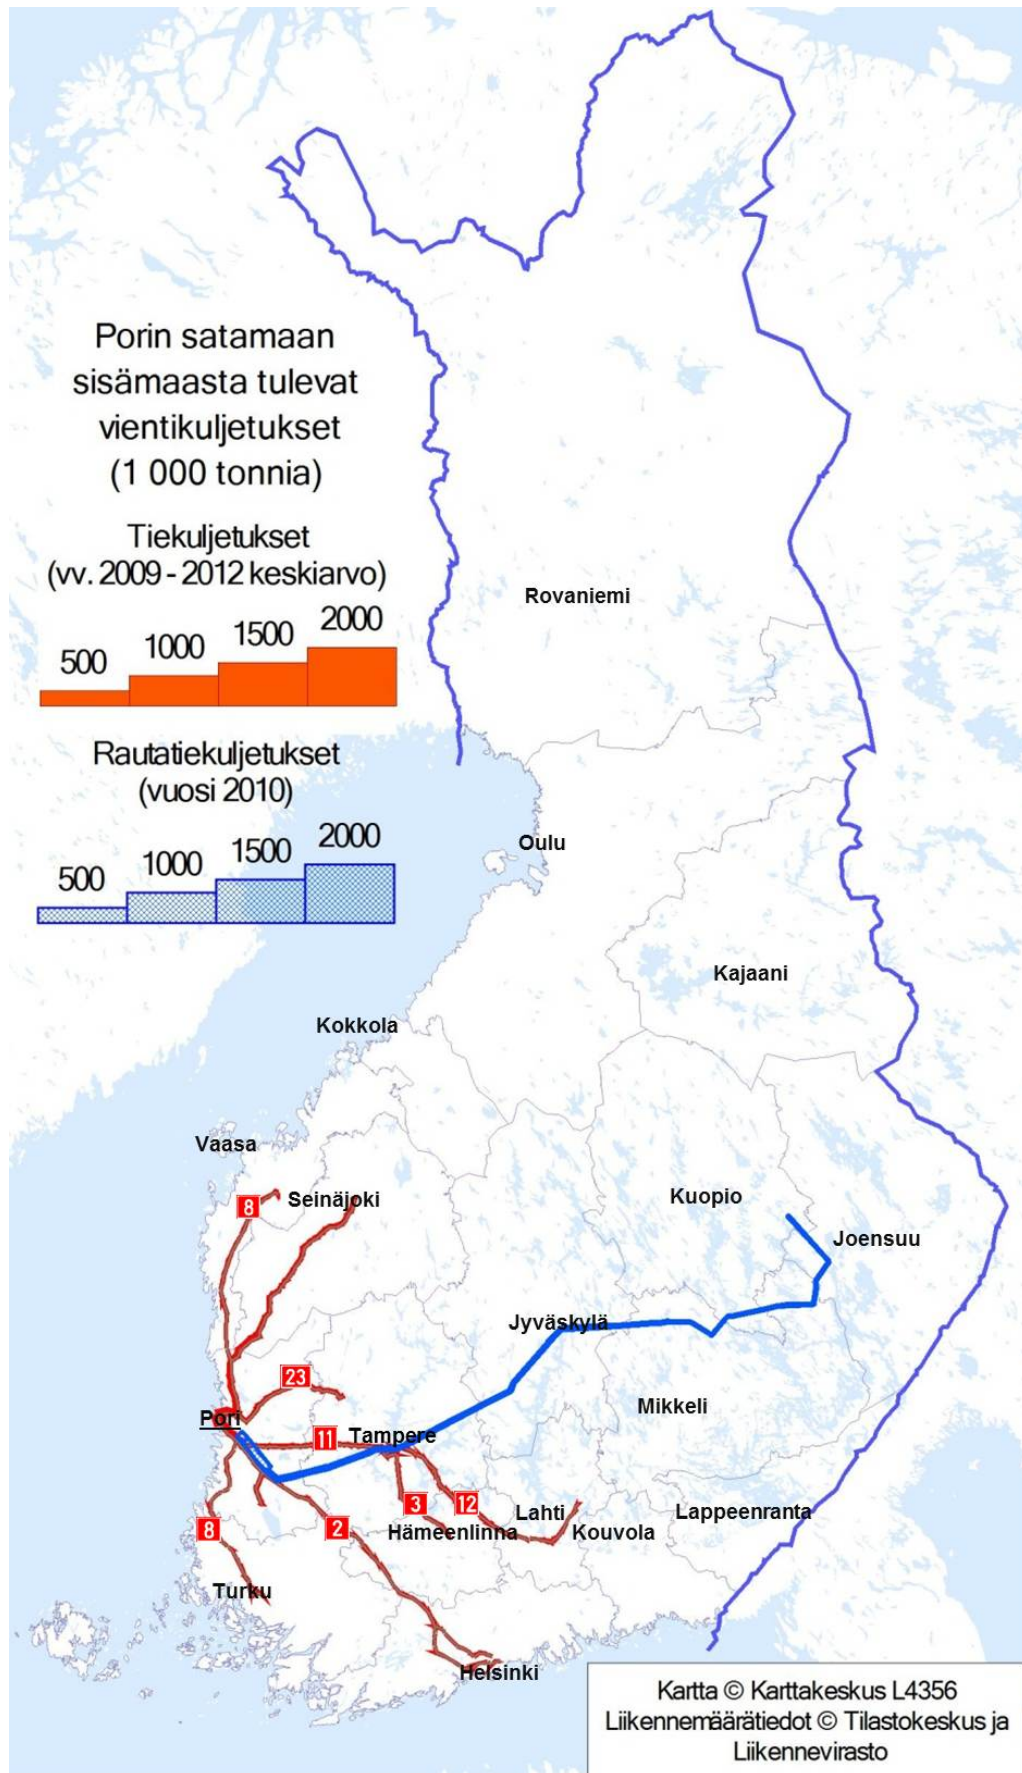 Porin satamaan
sisämaasta tulevat
vientikuljetukset
(1 000 tonnia)
Tiekuljetukset
(vv. 2009 - 2012 keskiarvo)
500 1000 1500 2000
Rautatiekuljetukset
(vuosi 2010)
500 1000 1500 2000
Rovaniemi
Oulu
Kajaani
Kokkola
Vaasa
Seinäjoki
8
Kuopio
Joensuu
Jyväskylä
23
Mikkeli
Pori
11
Tampere
3
12
Lahti
Lappeenranta
8
2
Hämeenlinna
Kouvola
Turku
Helsinki
Kartta © Karttakeskus L4356
Liikennemäärätiedot © Tilastokeskus ja
Liikennevirasto